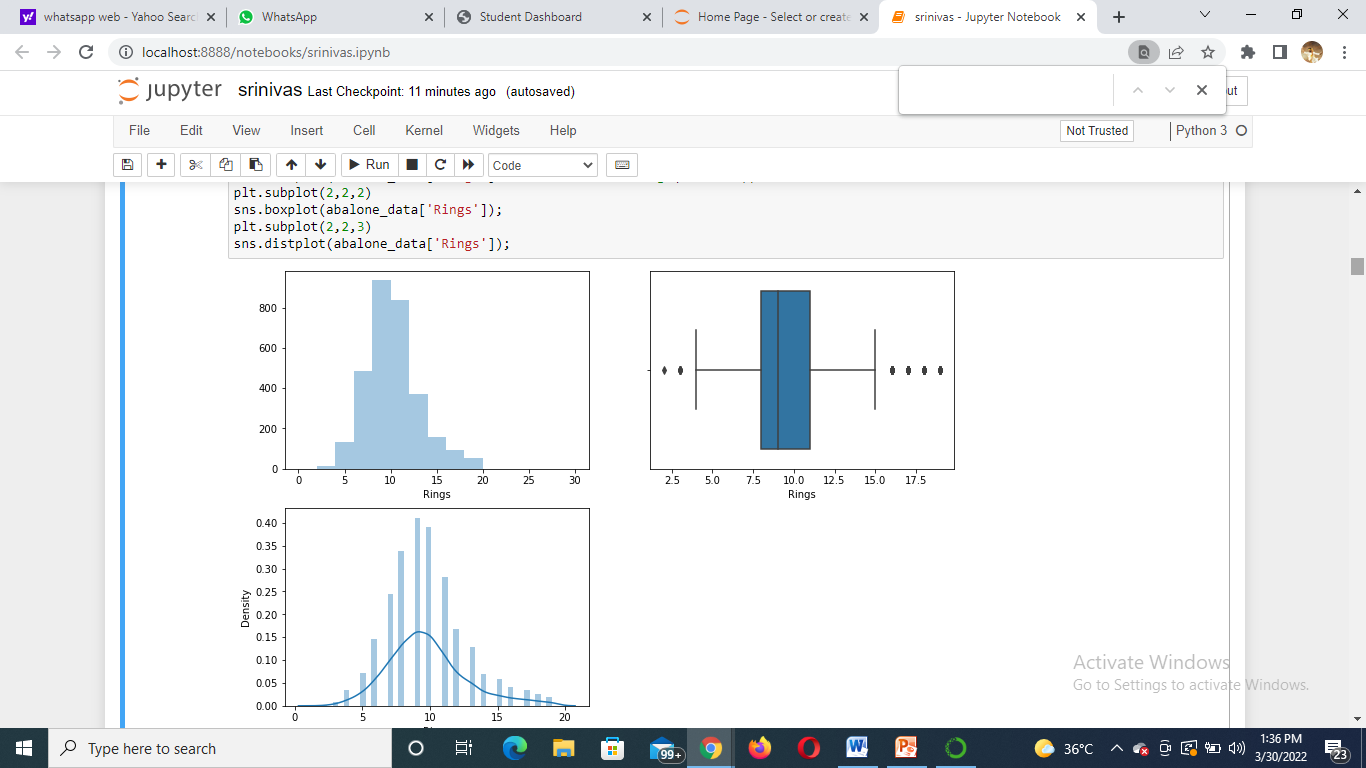 whatsapp web - Yahoo Searc
WhatsApp
Student Dashboard
Home Page - Select or create
srinivas - Jupyter Notebook
localhost:8888/notebooks/srinivas.ipynb
jupyter srinivas Last Checkpoint: 11 minutes ago (autosaved)
ut
File Edit View Insert Cell Kernel Widgets Help
Not Trusted
Python 3
Run
Code
plt.subplot(2,2,2)
sns.boxplot(abalone_data['Rings']);
plt.subplot(2,2,3)
sns.distplot(abalone_data['Rings']);
800
600
400
200
0
0 5 10 15 20 25 30
Rings
2.5 5.0 7.5 10.0 12.5 15.0 17.5
Rings
0.40
0.35
0.30
0.25
0.20
0.15
0.10
0.05
0.00
Density
0 5 10 15 20
Activate Windows
Go to Settings to activate Windows.
Type here to search
99+
36°C
1:36 PM
3/30/2022
23